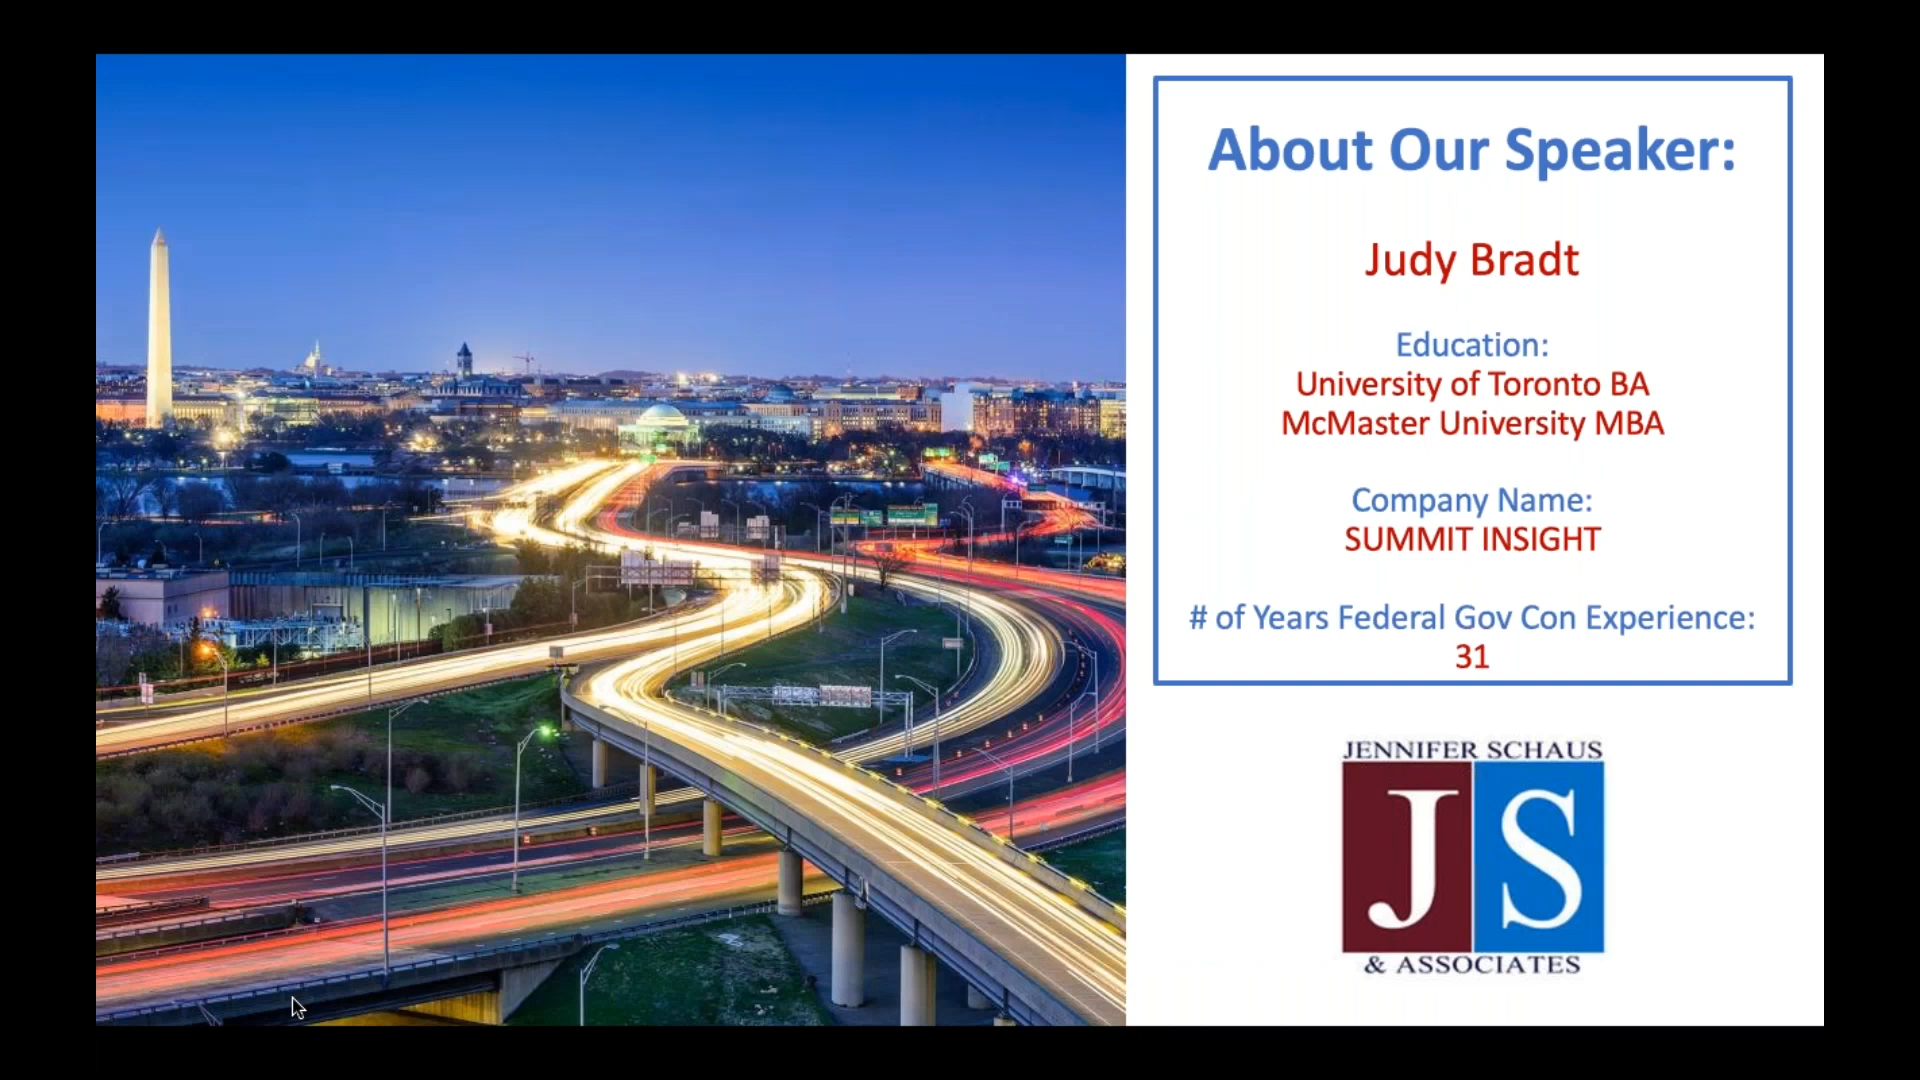 About Our Speaker:
Judy Bradt
Education:
University of Toronto BA
McMaster University MBA
Company Name:
SUMMIT INSIGHT
# of Years Federal Gov Con Experience:
31
JENNIFER SCHAUS
JS
& ASSOCIATES